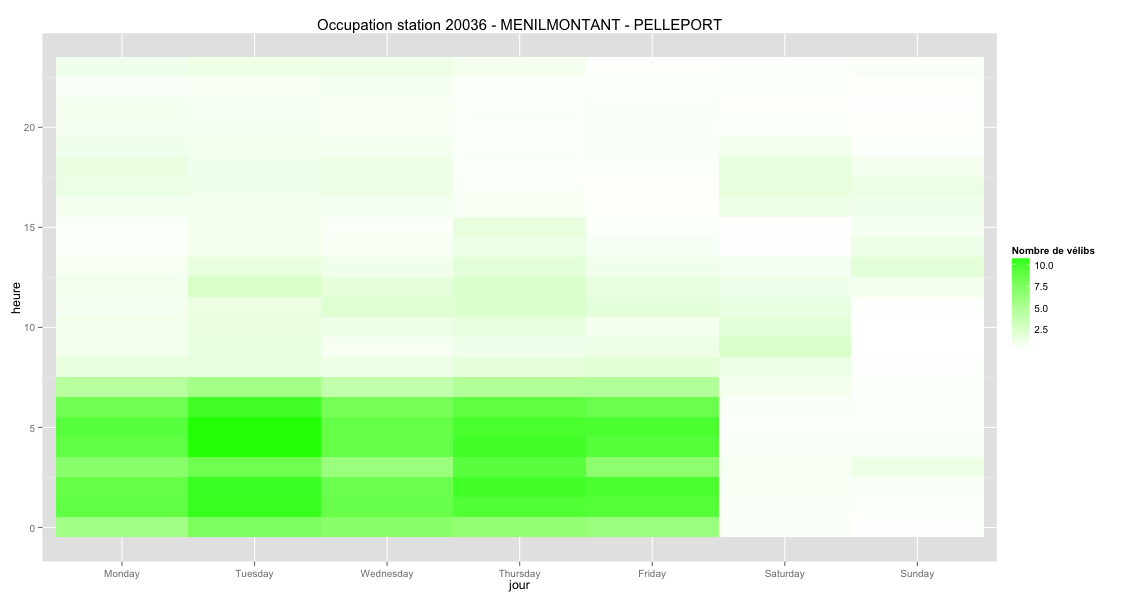 Occupation station 20036 - MENILMONTANT - PELLEPORT
heure
20
15
10
5
0
Monday Tuesday Wednesday Thursday Friday Saturday Sunday
jour
Nombre de vélibs
10.0
7.5
5.0
2.5